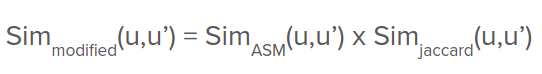 Sim_modified(u,u’) = Sim_ASM(u,u’) x Sim_jaccard(u,u’)